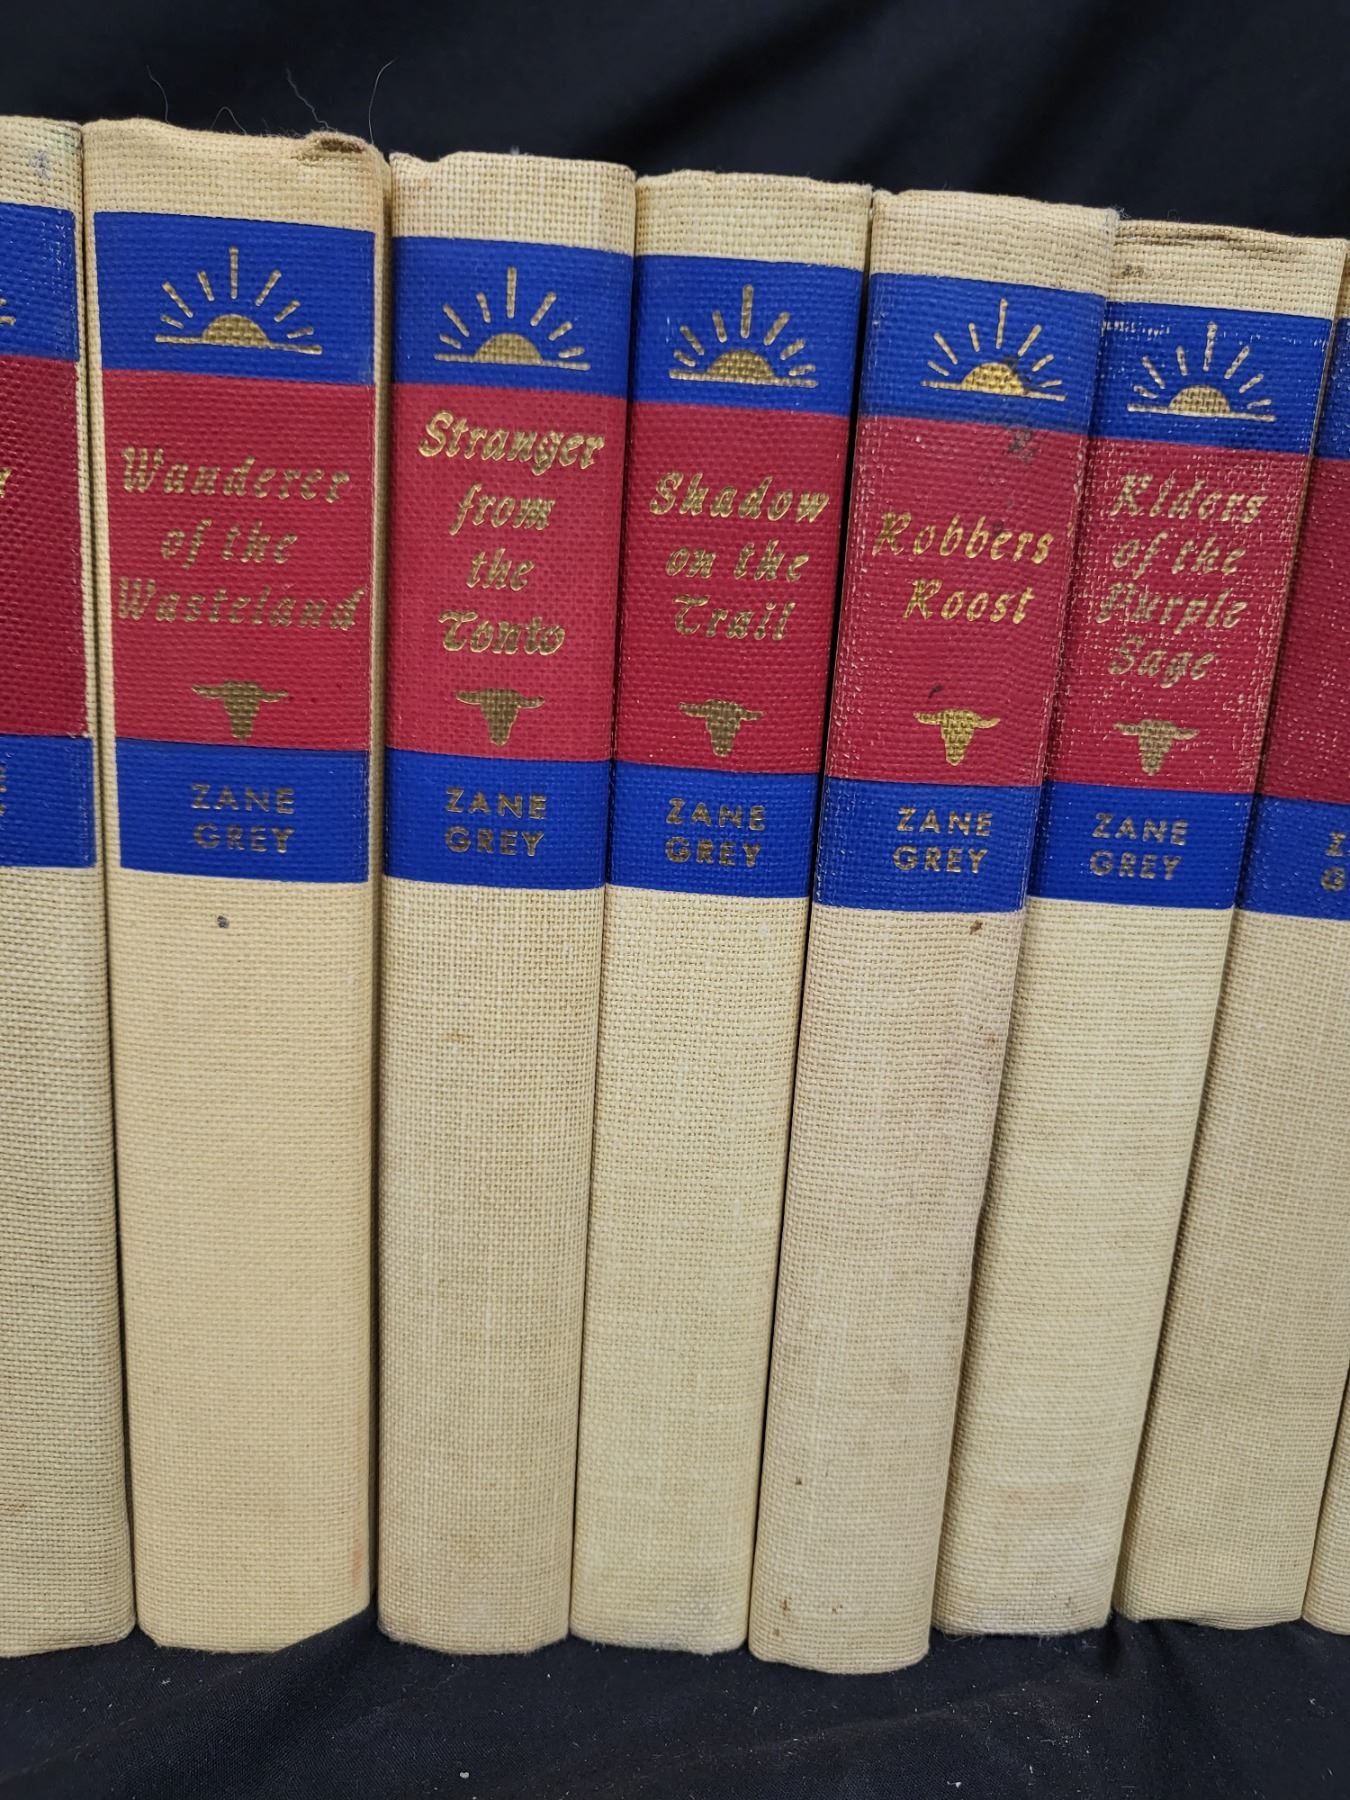 Wanderer
of the
Wasteland
ZANE
GREY
Stranger
from
the
Tonto
ZANE
GREY
Shadow
on the
Trail
ZANE
GREY
Robbers
Roost
ZANE
GREY
Riders
of the
Purple
Sage
ZANE
GREY